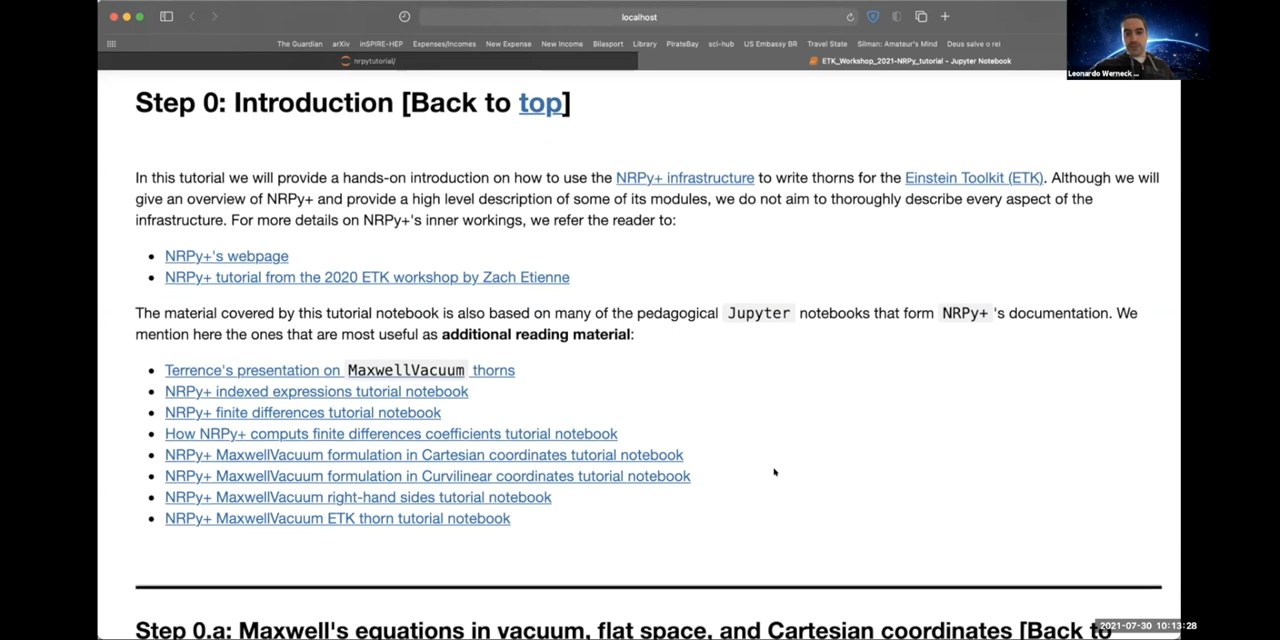 localhost
The Guardian arXiv inSPIRE-HEP Expenses/Incomes New Expense New Income Bilasport Library PirateBay sci-hub US Embassy BR Travel State Silman: Amateur's Mind Deus salve o rei
nrpytutorial/ ETK_Workshop_2021-NRPy_tutorial - Jupyter Notebook
Leonardo Werneck ...
Step 0: Introduction [Back to top]
In this tutorial we will provide a hands-on introduction on how to use the NRPy+ infrastructure to write thorns for the Einstein Toolkit (ETK). Although we will
give an overview of NRPy+ and provide a high level description of some of its modules, we do not aim to thoroughly describe every aspect of the
infrastructure. For more details on NRPy+'s inner workings, we refer the reader to:
• NRPy+'s webpage
• NRPy+ tutorial from the 2020 ETK workshop by Zach Etienne
The material covered by this tutorial notebook is also based on many of the pedagogical Jupyter notebooks that form NRPy+ 's documentation. We
mention here the ones that are most useful as additional reading material:
• Terrence's presentation on MaxwellVacuum thorns
• NRPy+ indexed expressions tutorial notebook
• NRPy+ finite differences tutorial notebook
• How NRPy+ computs finite differences coefficients tutorial notebook
• NRPy+ MaxwellVacuum formulation in Cartesian coordinates tutorial notebook
• NRPy+ MaxwellVacuum formulation in Curvilinear coordinates tutorial notebook
• NRPy+ MaxwellVacuum right-hand sides tutorial notebook
• NRPy+ MaxwellVacuum ETK thorn tutorial notebook
Step 0.a: Maxwell's equations in vacuum, flat space, and Cartesian coordinates [Back to
2021-07-30 10:13:28